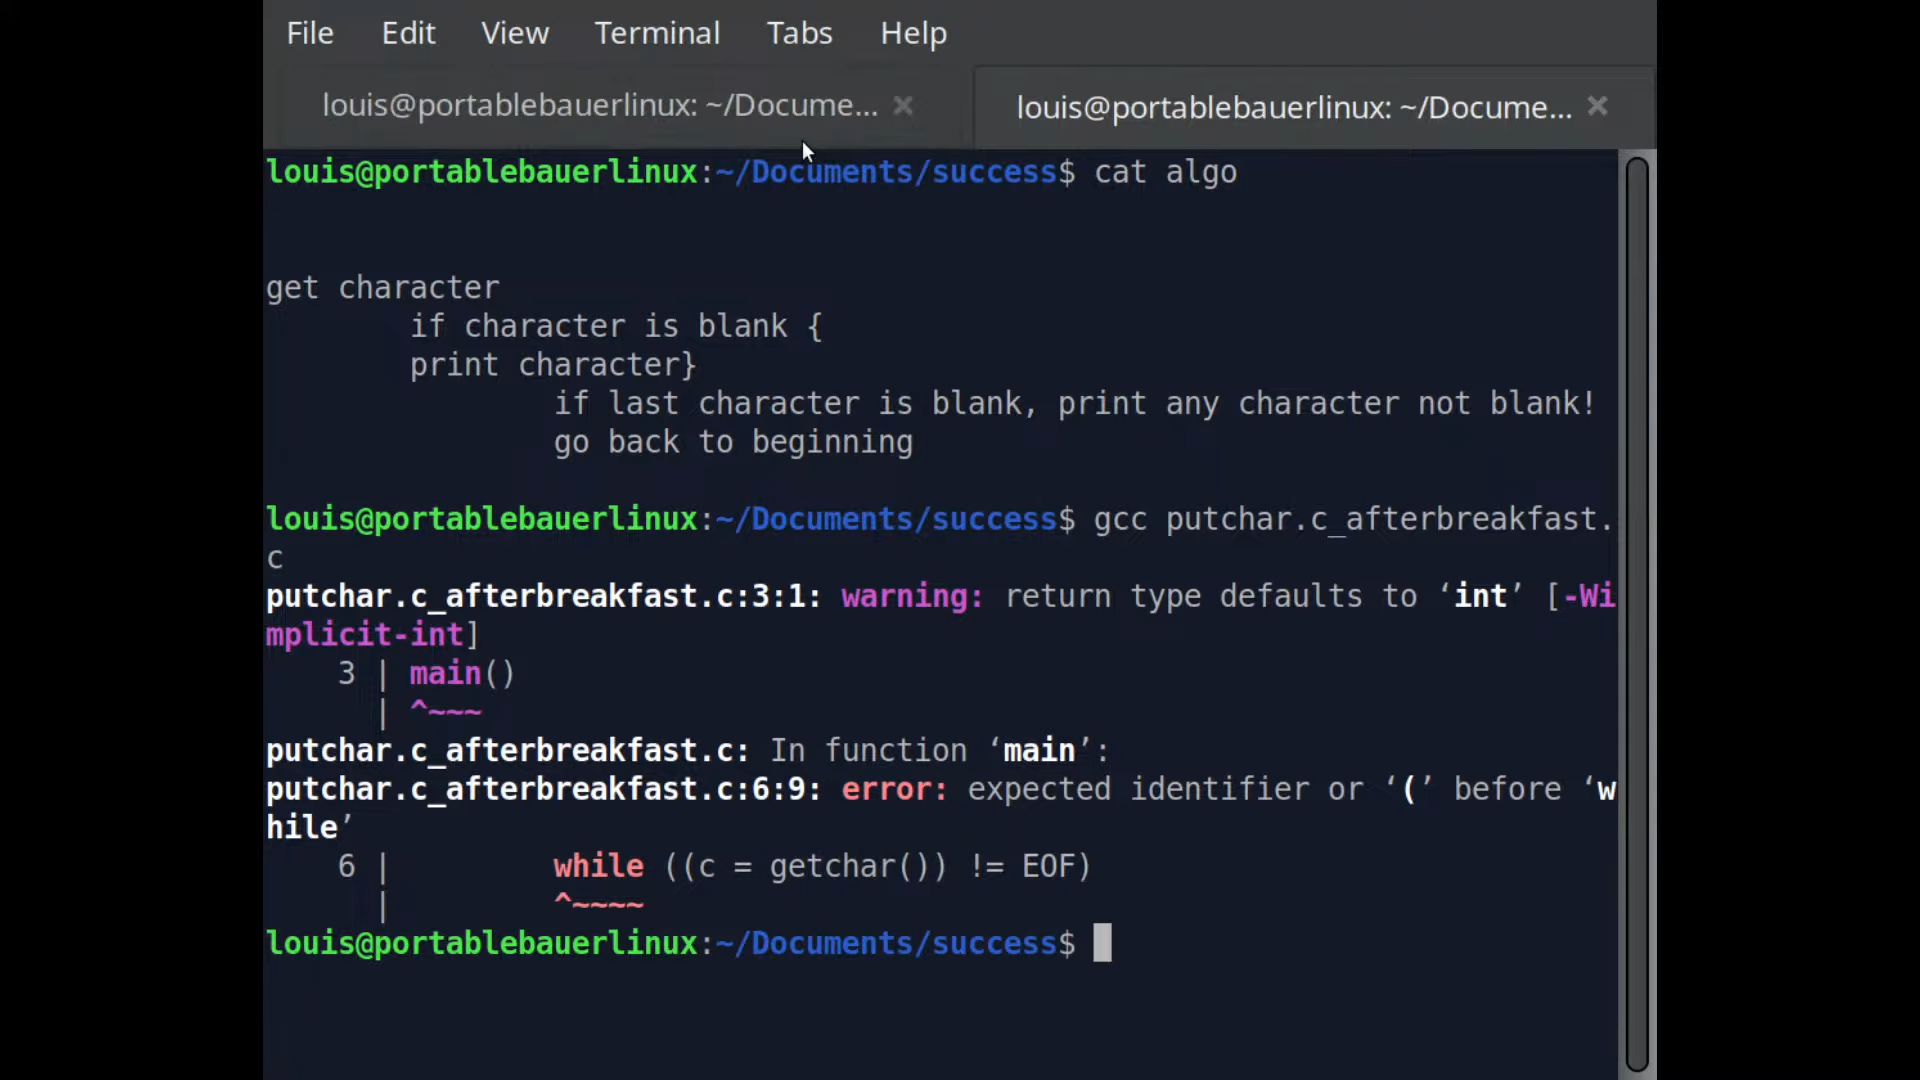 File Edit View Terminal Tabs Help
louis@portablebauerlinux: ~/Docume... × louis@portablebauerlinux: ~/Docume... ×
louis@portablebauerlinux:~/Documents/success$ cat algo
get character
        if character is blank {
        print character}
                if last character is blank, print any character not blank!
                go back to beginning
louis@portablebauerlinux:~/Documents/success$ gcc putchar.c_afterbreakfast.
c
putchar.c_afterbreakfast.c:3:1: warning: return type defaults to ‘int’ [-Wi
mplicit-int]
    3 | main()
      | ^~~~
putchar.c_afterbreakfast.c: In function ‘main’:
putchar.c_afterbreakfast.c:6:9: error: expected identifier or ‘(’ before ‘w
hile’
    6 |         while ((c = getchar()) != EOF)
      |         ^~~~~
louis@portablebauerlinux:~/Documents/success$